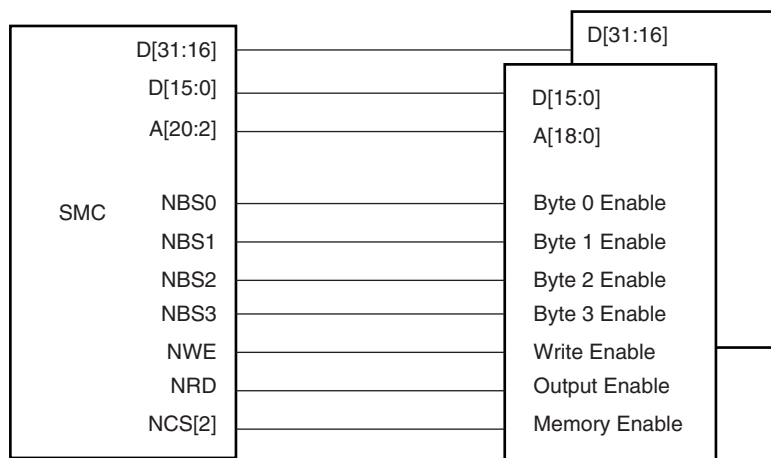 D[31:16] D[31:16]
D[15:0] D[15:0]
A[20:2] A[18:0]
SMC
NBS0 Byte 0 Enable
NBS1 Byte 1 Enable
NBS2 Byte 2 Enable
NBS3 Byte 3 Enable
NWE Write Enable
NRD Output Enable
NCS[2] Memory Enable